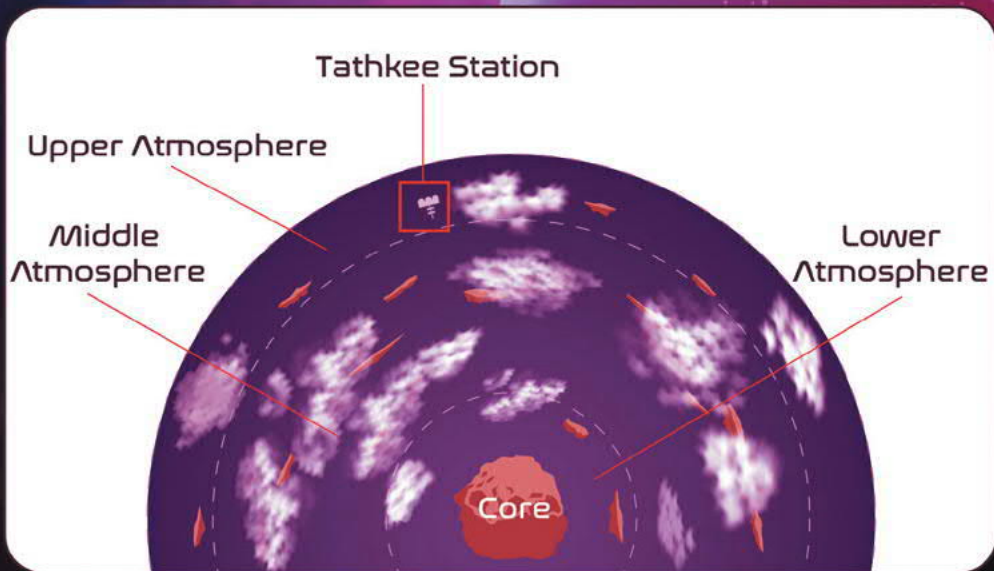 Tathkee Station
Upper Atmosphere
Middle
Atmosphere
Lower
Atmosphere
Core